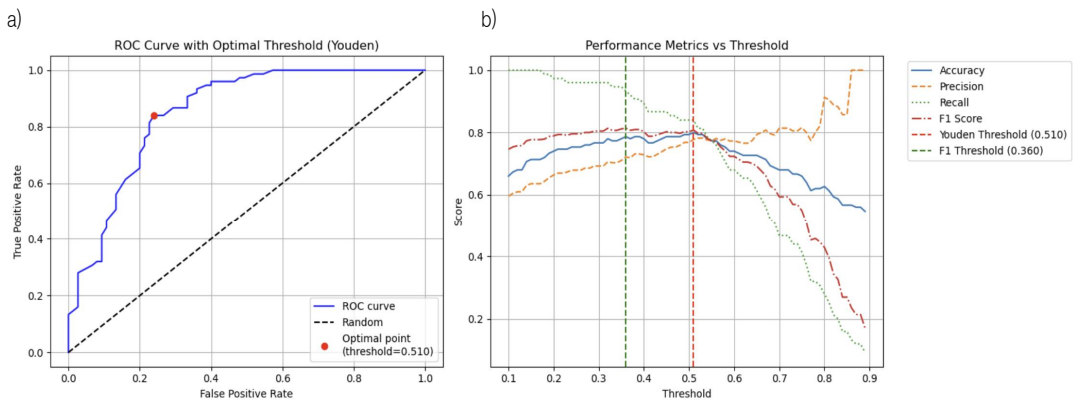 a)
ROC Curve with Optimal Threshold (Youden)
True Positive Rate
1.0
0.8
0.6
0.4
0.2
0.0
0.0
0.2
0.4
0.6
0.8
1.0
False Positive Rate
ROC curve
Random
Optimal point
(threshold=0.510)
b)
Performance Metrics vs Threshold
Score
1.0
0.8
0.6
0.4
0.2
0.1
0.2
0.3
0.4
0.5
0.6
0.7
0.8
0.9
Threshold
Accuracy
Precision
Recall
F1 Score
Youden Threshold (0.510)
F1 Threshold (0.360)